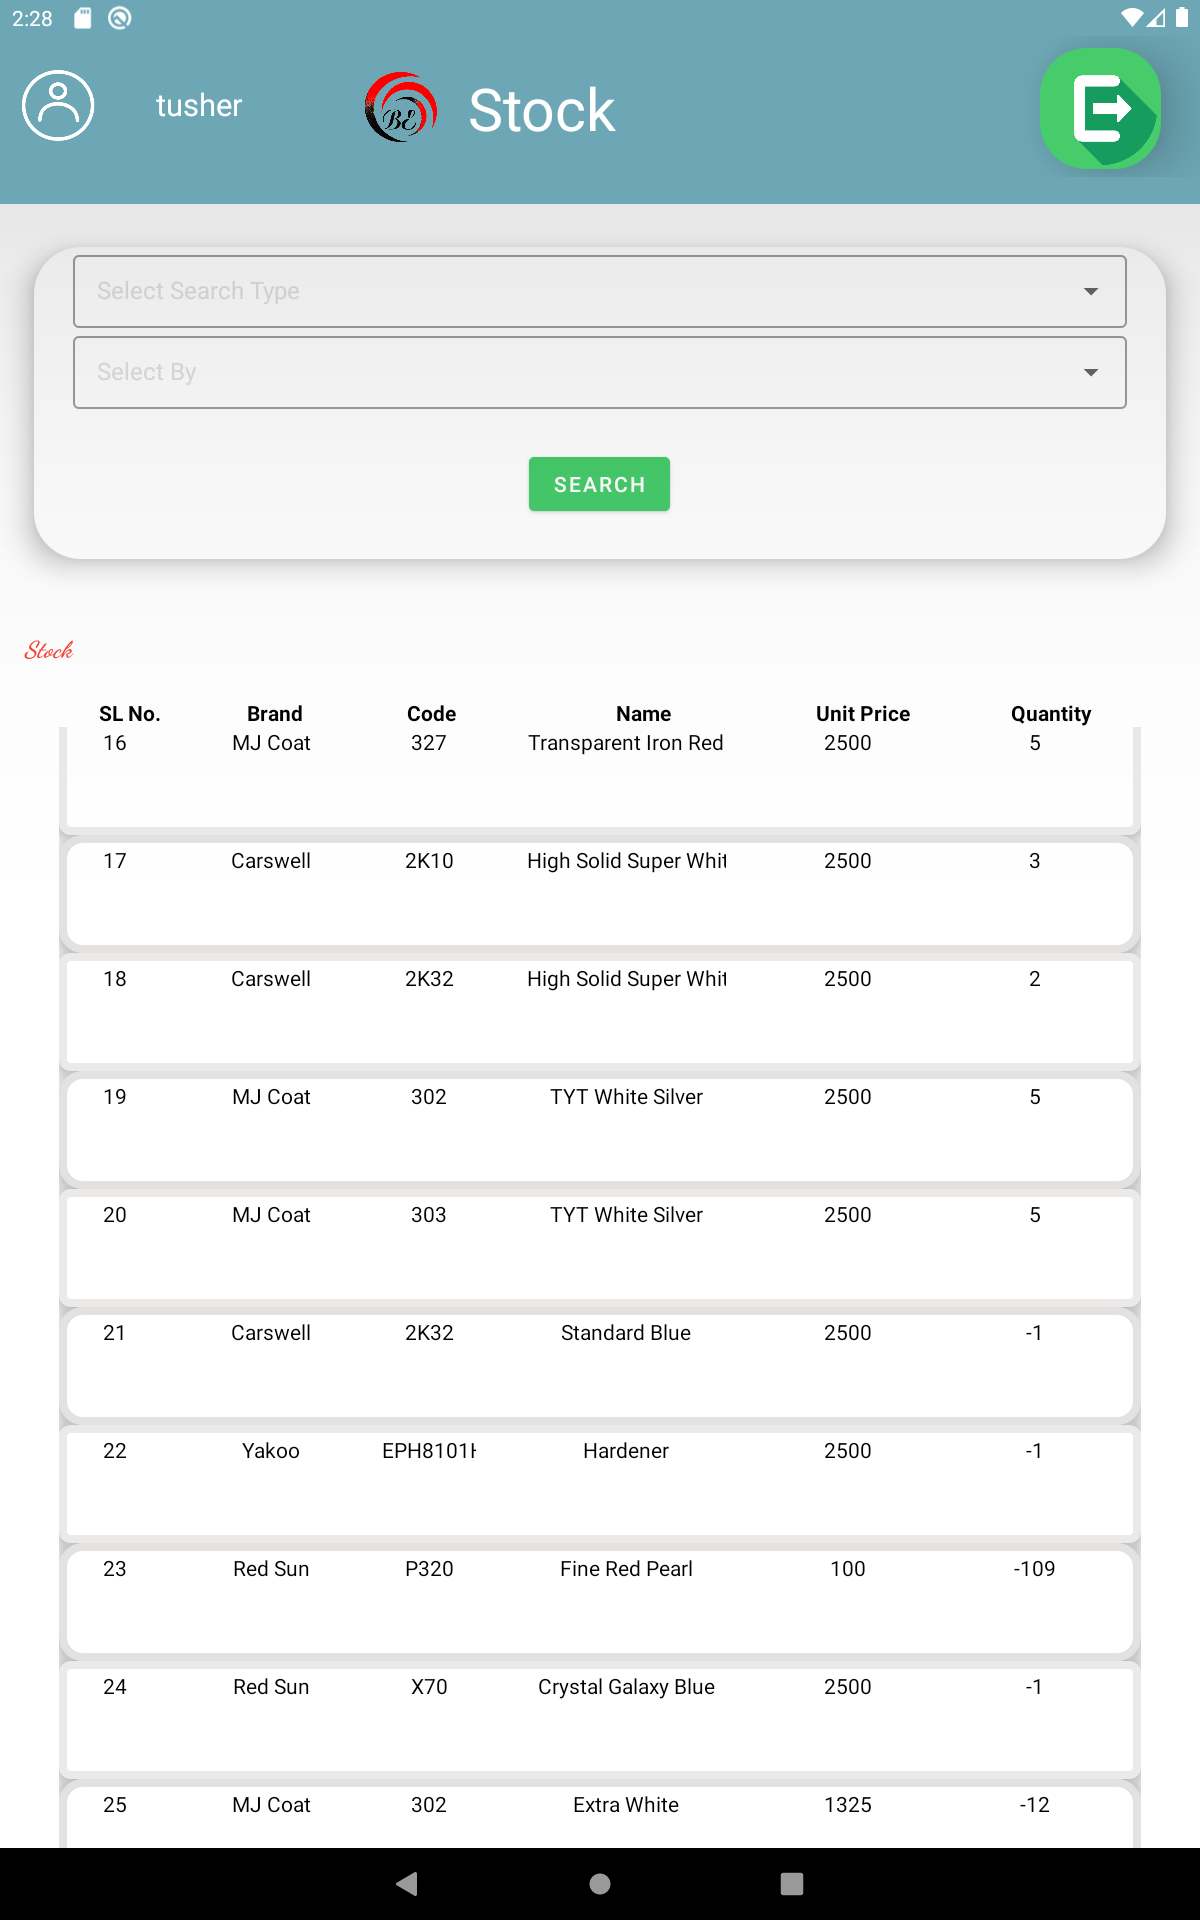 2:28
tusher
BE
Stock
Select Search Type
Select By
SEARCH
Stock
SL No. Brand Code Name Unit Price Quantity
16 MJ Coat 327 Transparent Iron Red 2500 5
17 Carswell 2K10 High Solid Super Whit 2500 3
18 Carswell 2K32 High Solid Super Whit 2500 2
19 MJ Coat 302 TYT White Silver 2500 5
20 MJ Coat 303 TYT White Silver 2500 5
21 Carswell 2K32 Standard Blue 2500 -1
22 Yakoo EPH8101H Hardener 2500 -1
23 Red Sun P320 Fine Red Pearl 100 -109
24 Red Sun X70 Crystal Galaxy Blue 2500 -1
25 MJ Coat 302 Extra White 1325 -12